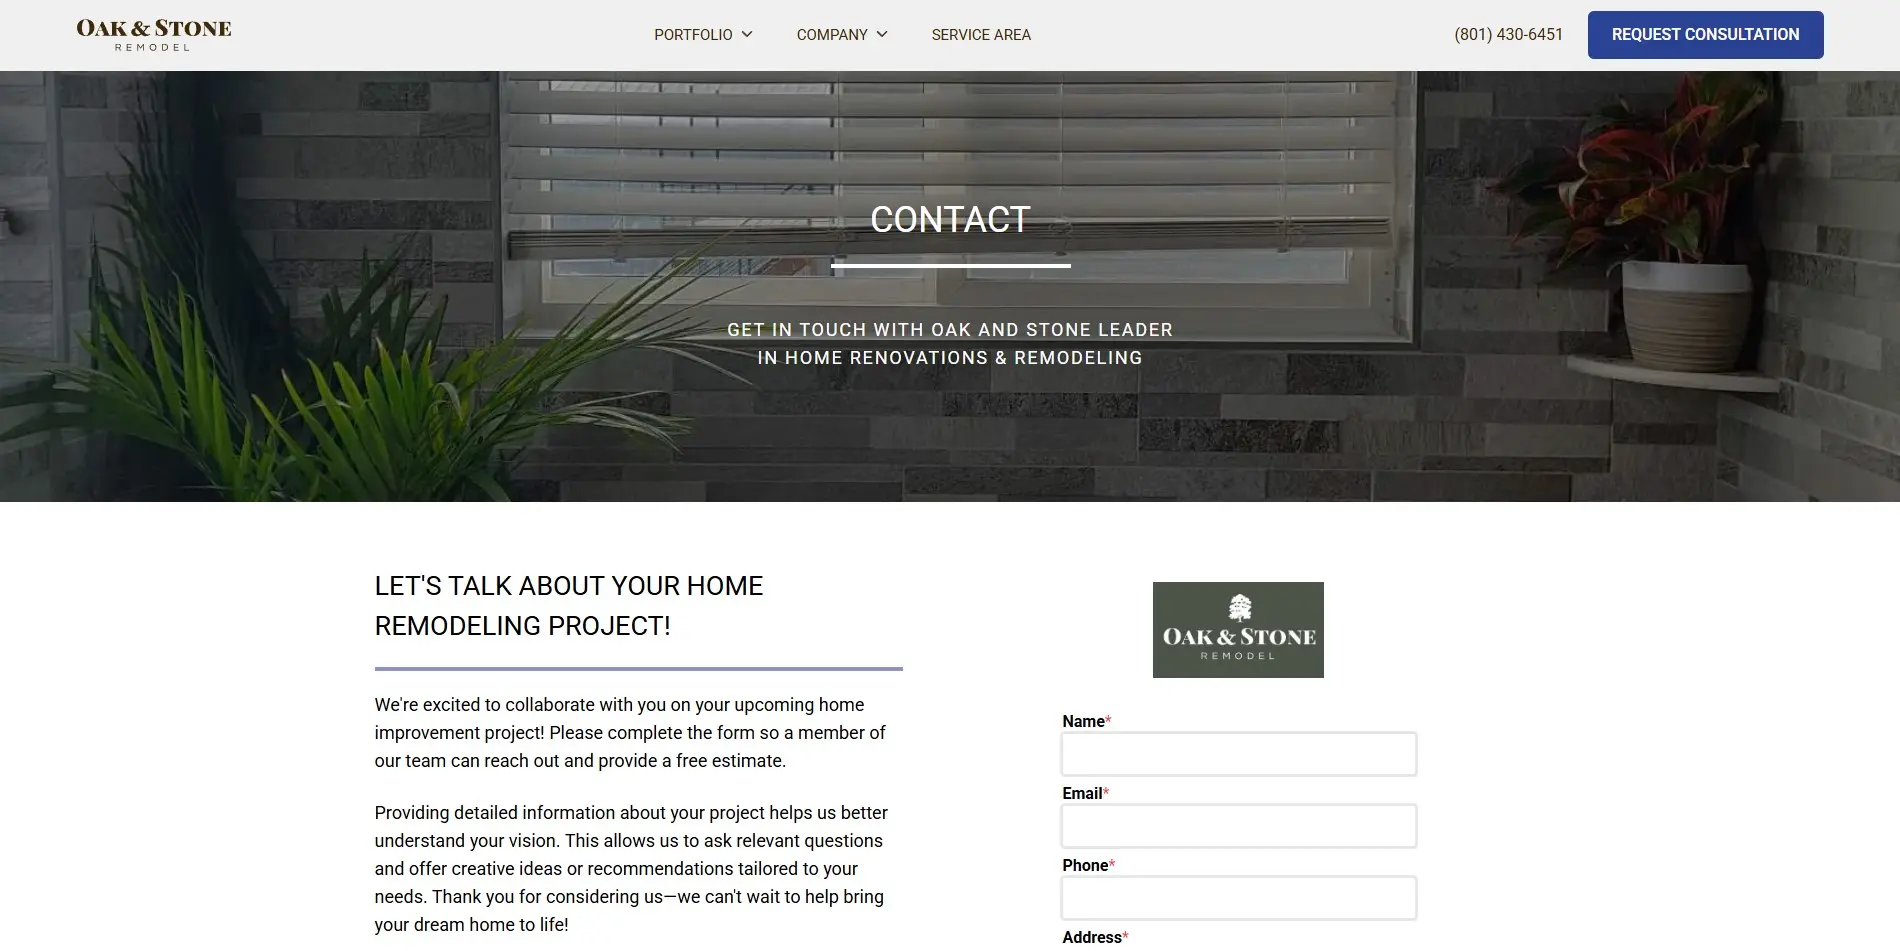 OAK & STONE
REMODEL
PORTFOLIO
COMPANY
SERVICE AREA
(801) 430-6451
REQUEST CONSULTATION
CONTACT
GET IN TOUCH WITH OAK AND STONE LEADER
IN HOME RENOVATIONS & REMODELING
LET'S TALK ABOUT YOUR HOME
REMODELING PROJECT!
We're excited to collaborate with you on your upcoming home
improvement project! Please complete the form so a member of
our team can reach out and provide a free estimate.
Providing detailed information about your project helps us better
understand your vision. This allows us to ask relevant questions
and offer creative ideas or recommendations tailored to your
needs. Thank you for considering us—we can't wait to help bring
your dream home to life!
OAK & STONE
REMODEL
Name*
Email*
Phone*
Address*